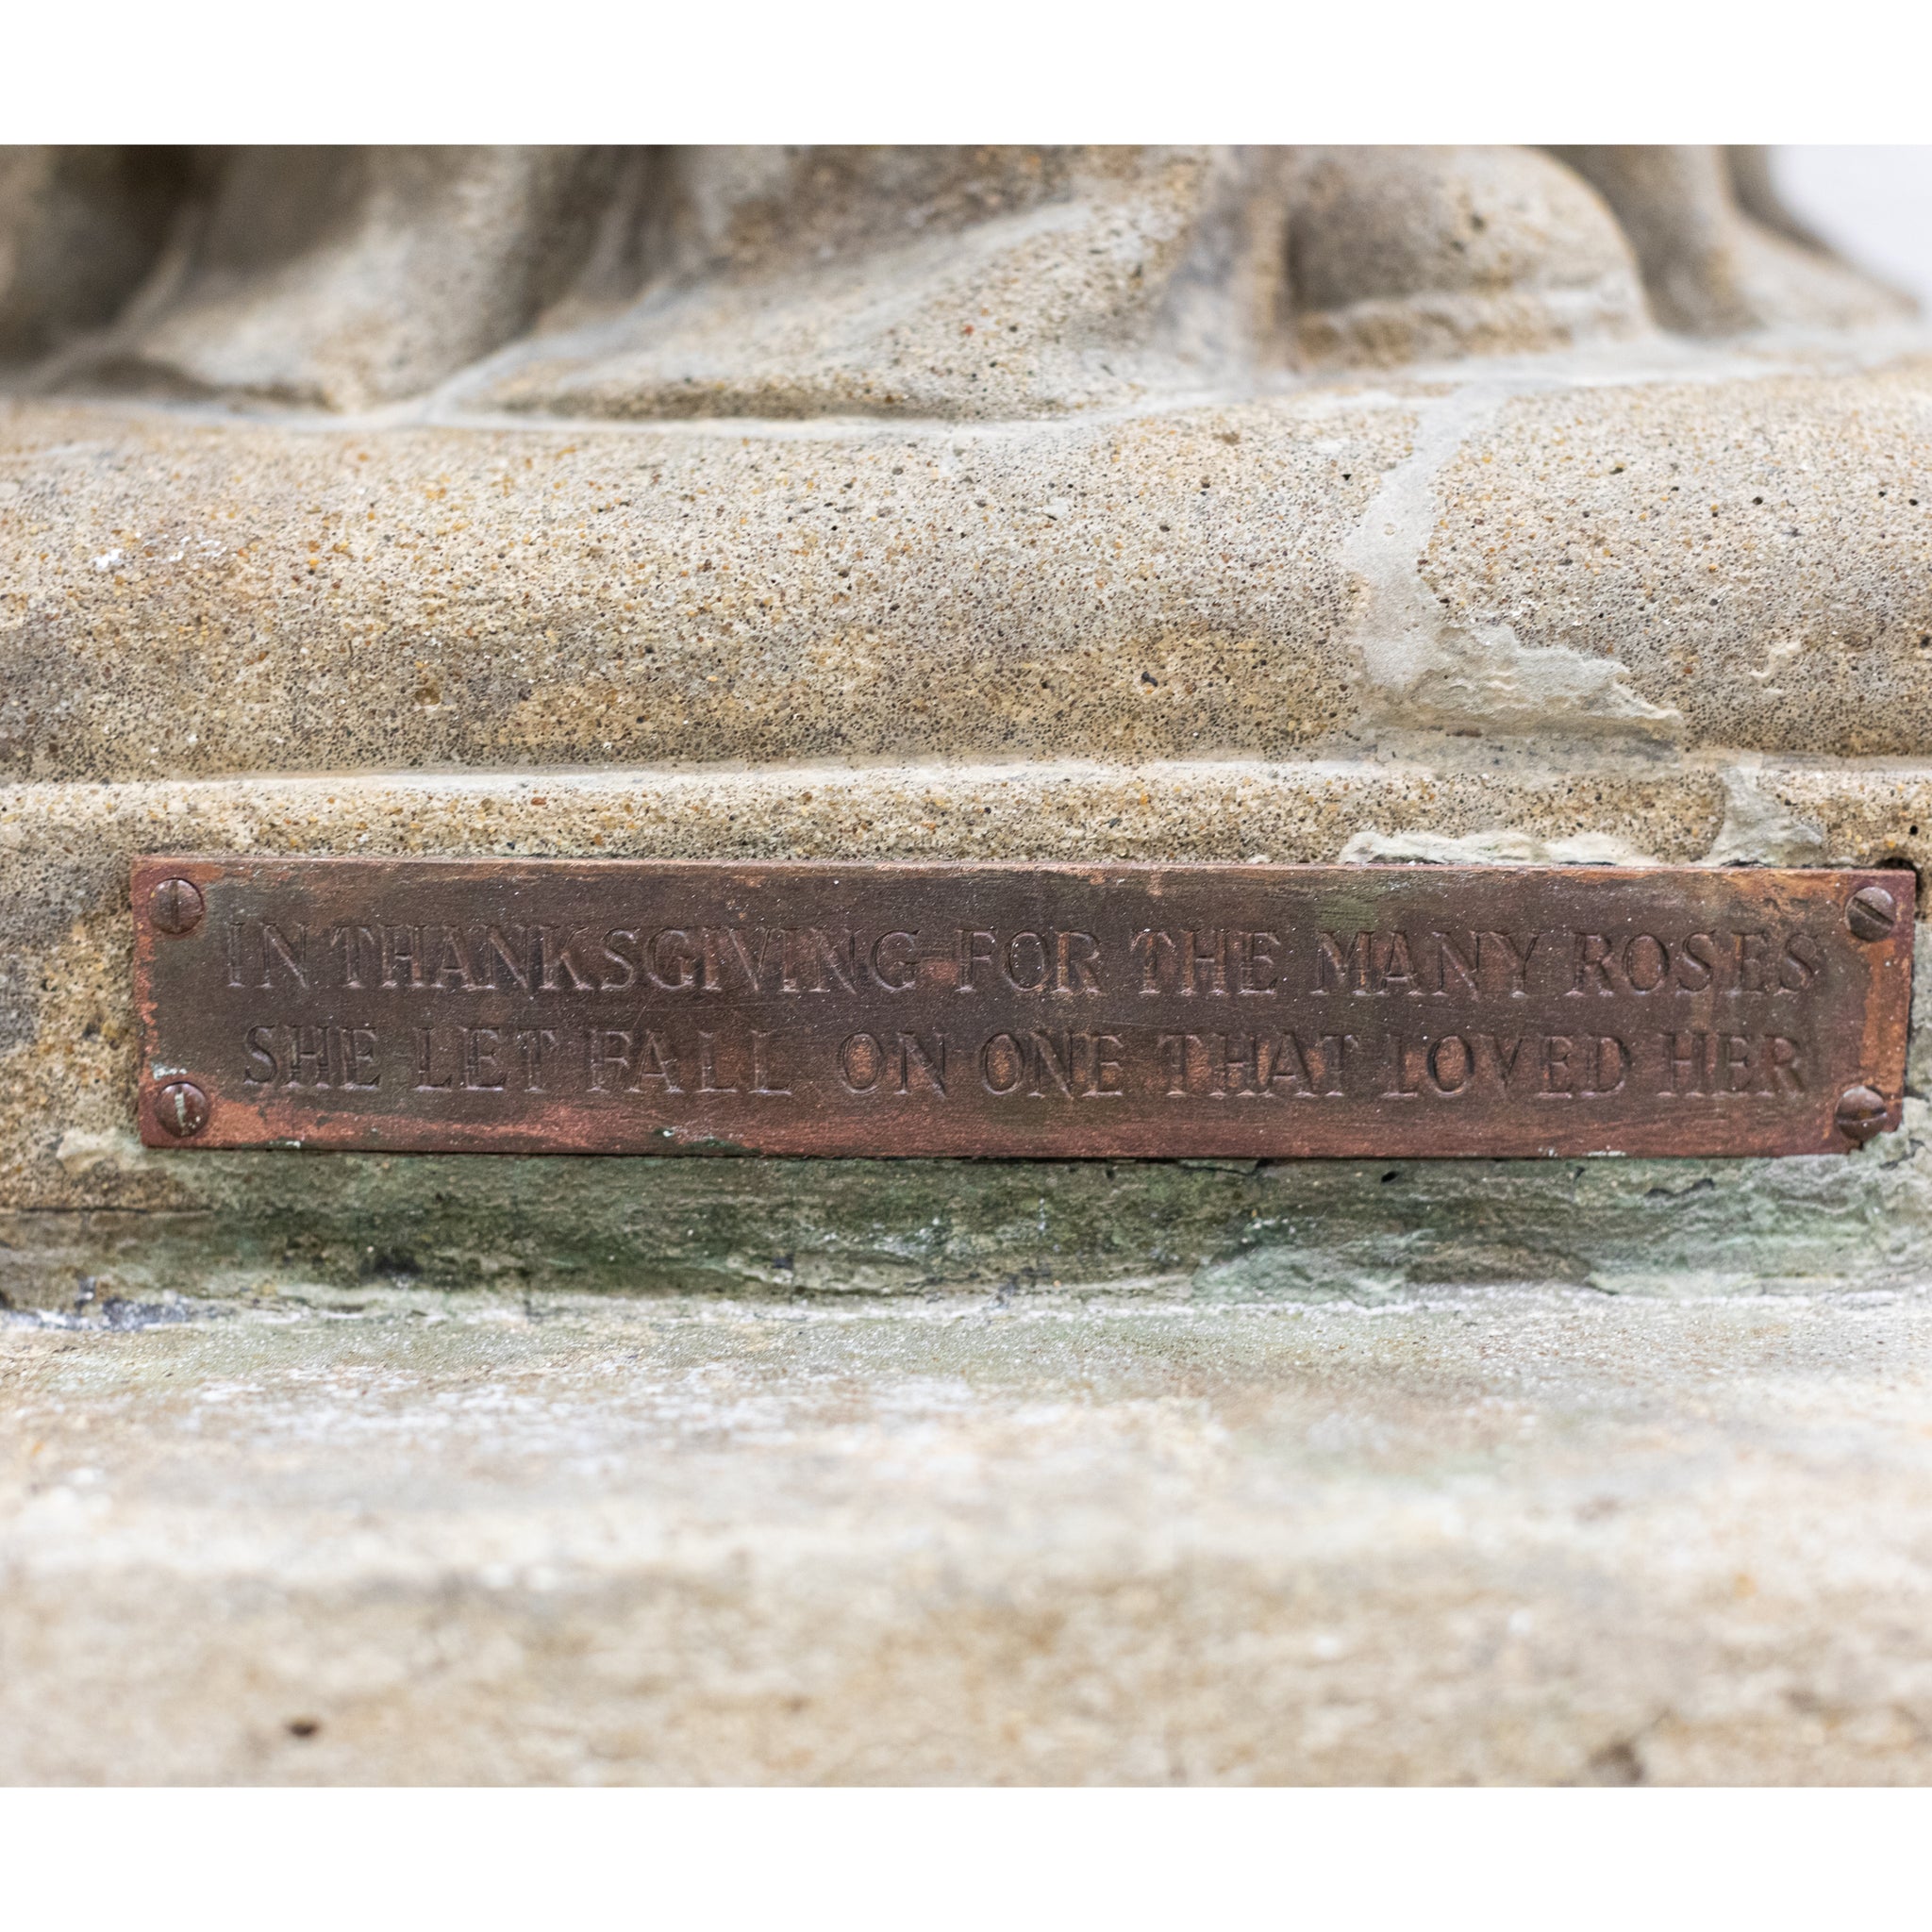 IN THANKSGIVING FOR THE MANY ROSES
SHE LET FALL ON ONE THAT LOVED HER